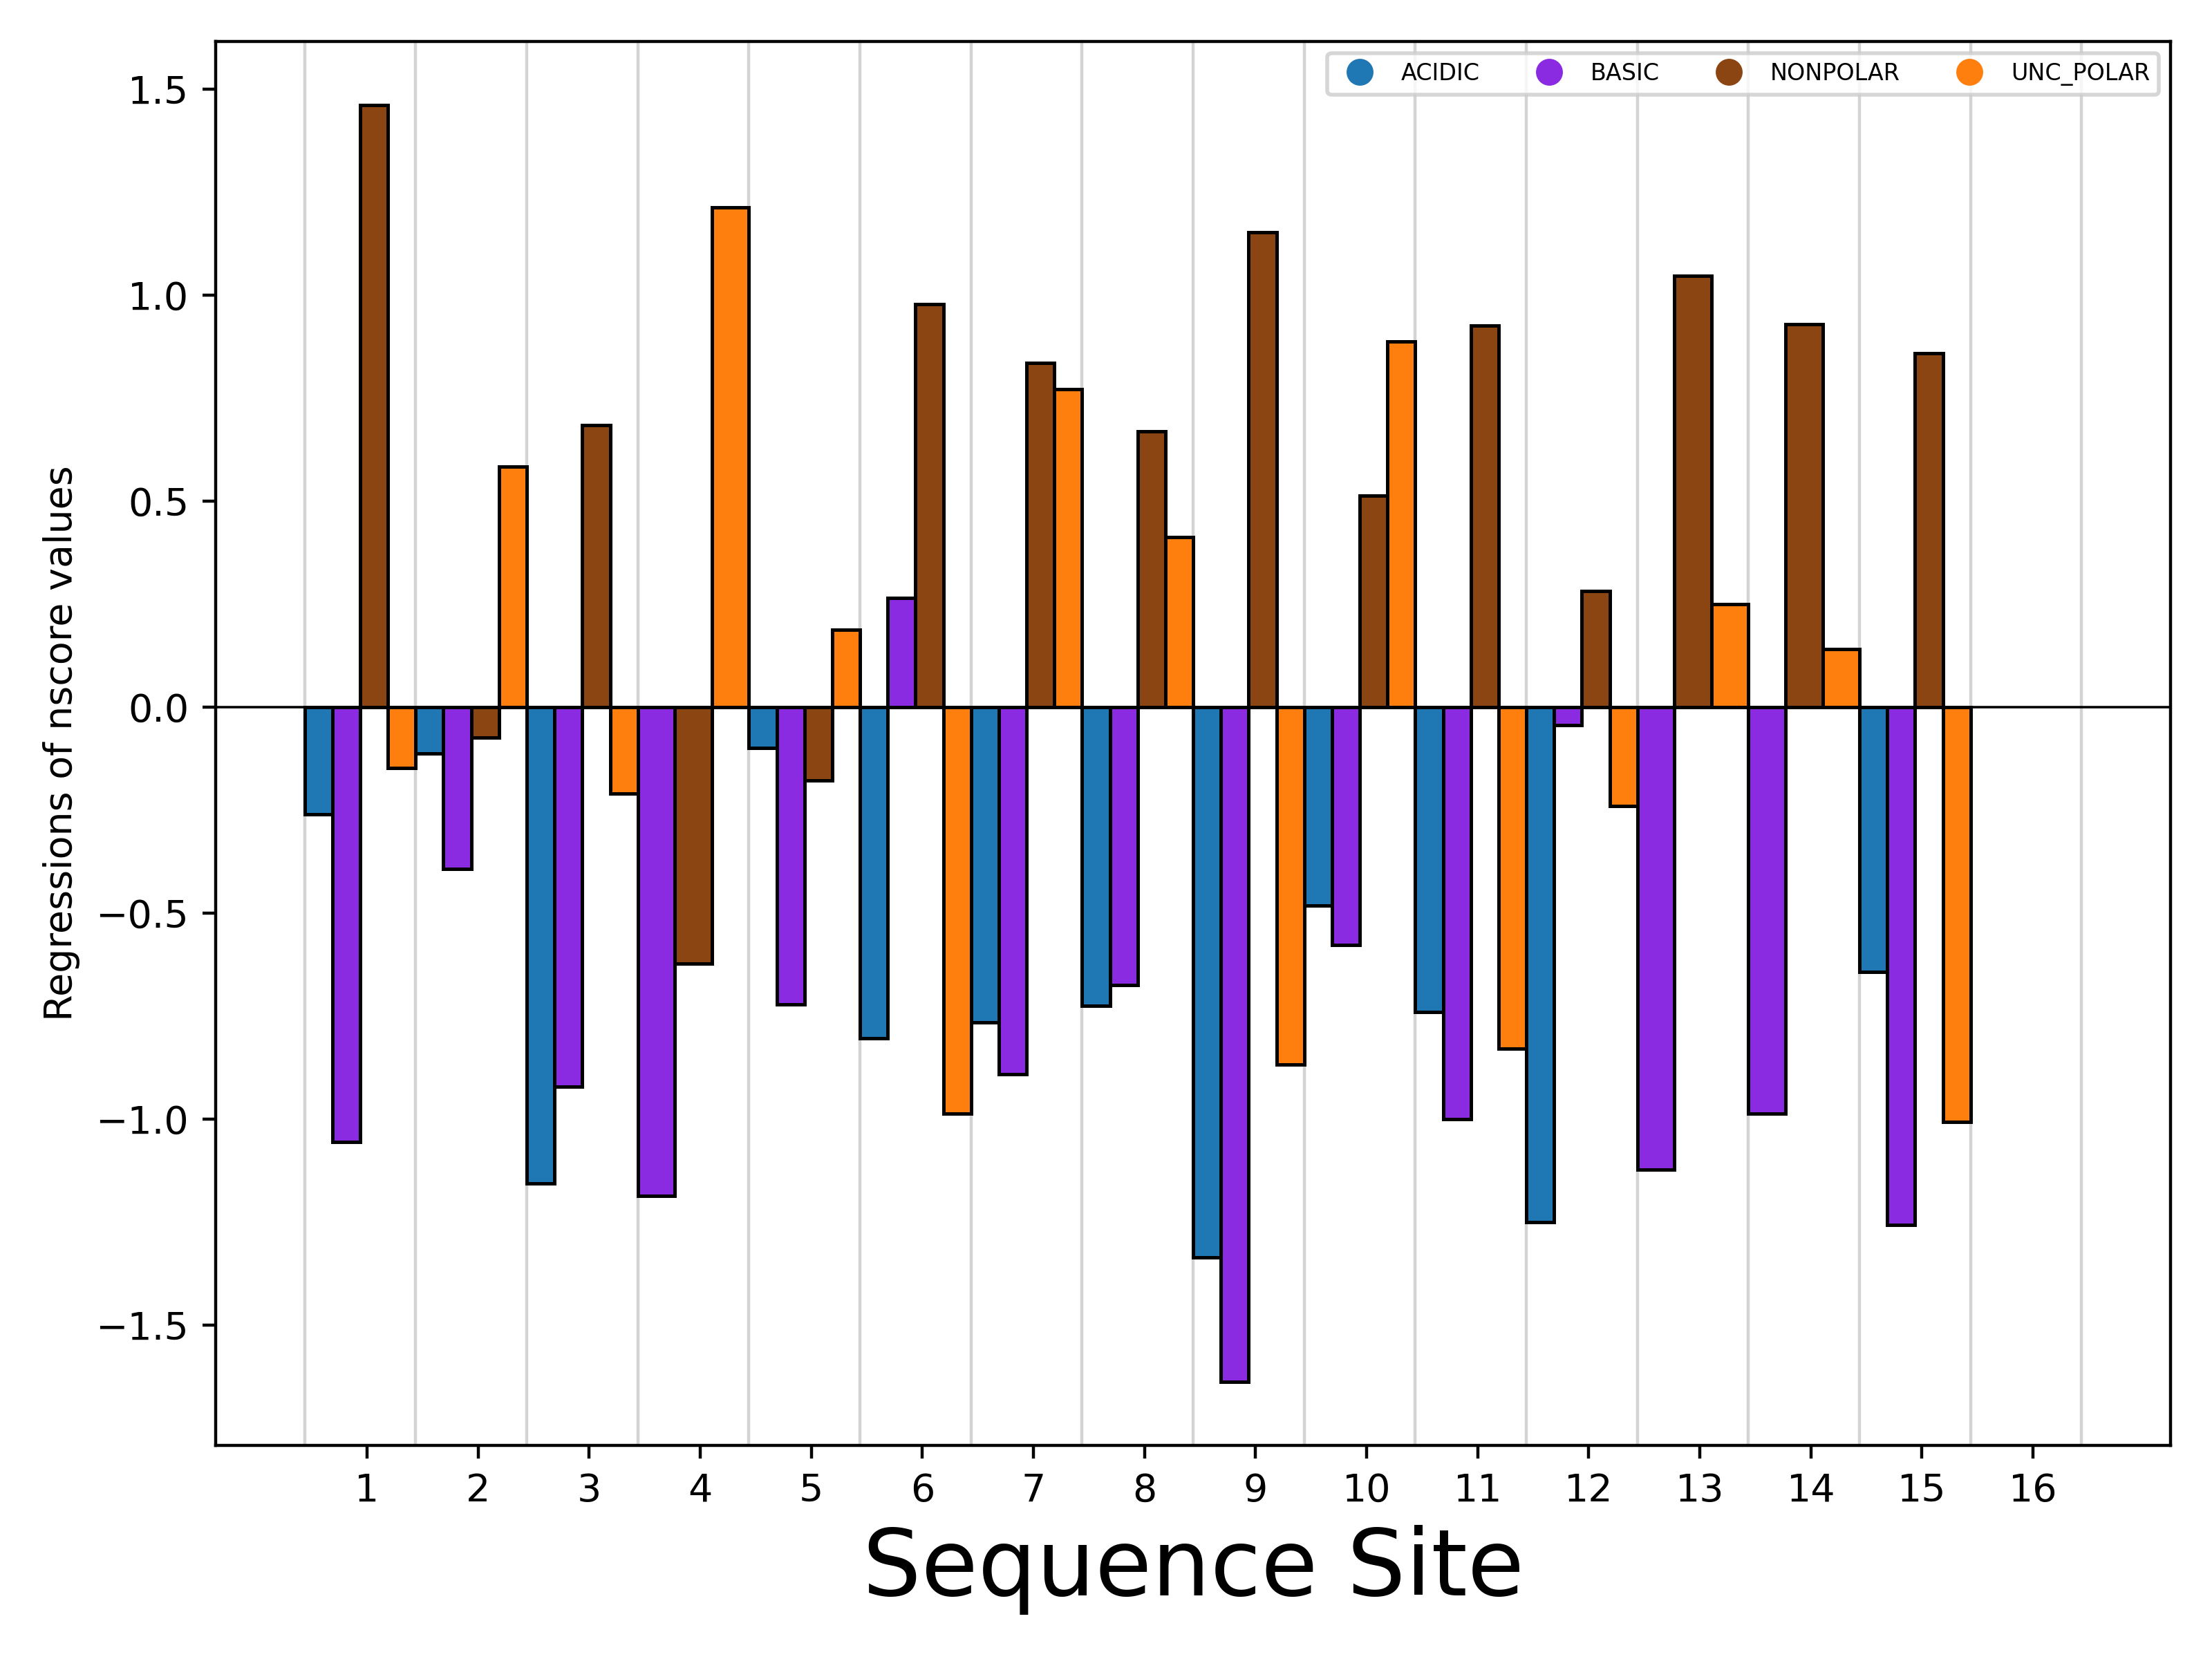 ACIDIC BASIC NONPOLAR UNC_POLAR
Regressions of nscore values
1.5
1.0
0.5
0.0
−0.5
−1.0
−1.5
1 2 3 4 5 6 7 8 9 10 11 12 13 14 15 16
Sequence Site